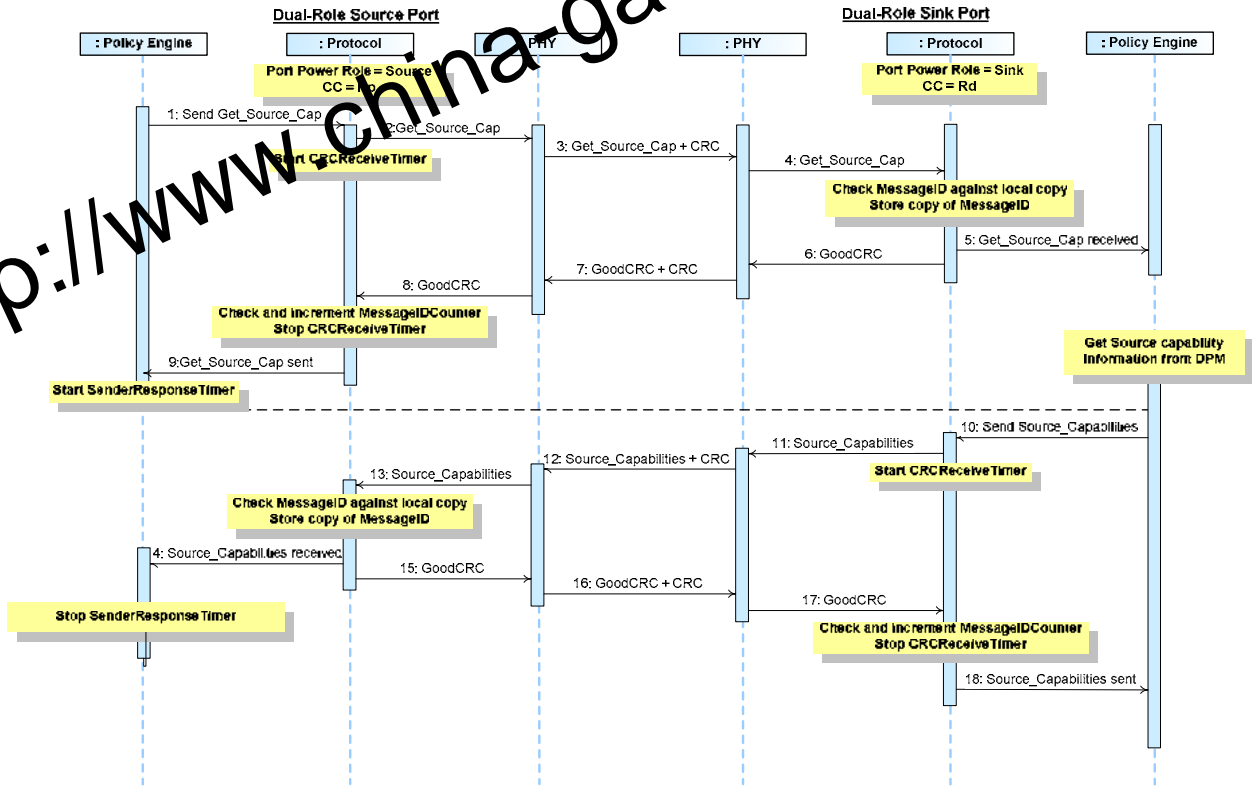 Dual-Role Source Port
Dual-Role Sink Port
: Policy Engine
: Protocol
PHY
: PHY
: Protocol
: Policy Engine
Port Power Role = Source
CC =
Port Power Role = Sink
CC = Rd
1: Send Get_Source_Cap
2:Get_Source_Cap
Start CRCReceiveTimer
3: Get_Source_Cap + CRC
4: Get_Source_Cap
Check MessageID against local copy
Store copy of MessageID
5: Get_Source_Cap received
6: GoodCRC
7: GoodCRC + CRC
8: GoodCRC
Check and increment MessageIDCounter
Stop CRCReceiveTimer
9:Get_Source_Cap sent
Start SenderResponseTimer
Get Source capability
information from DPM
10: Send Source_Capabilities
11: Source_Capabilities
Start CRCReceiveTimer
12: Source_Capabilities + CRC
13: Source_Capabilities
Check MessageID against local copy
Store copy of MessageID
4: Source_Capabilities received
15: GoodCRC
16: GoodCRC + CRC
17: GoodCRC
Stop SenderResponseTimer
Check and increment MessageIDCounter
Stop CRCReceiveTimer
18: Source_Capabilities sent
p://www.china-ga